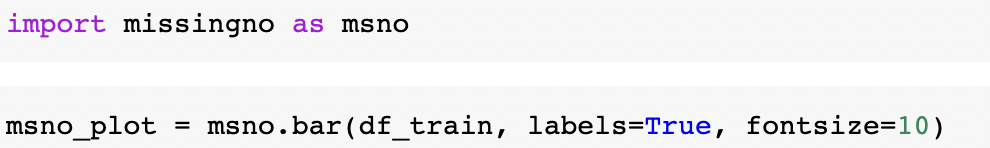 import missingno as msno
msno_plot = msno.bar(df_train, labels=True, fontsize=10)